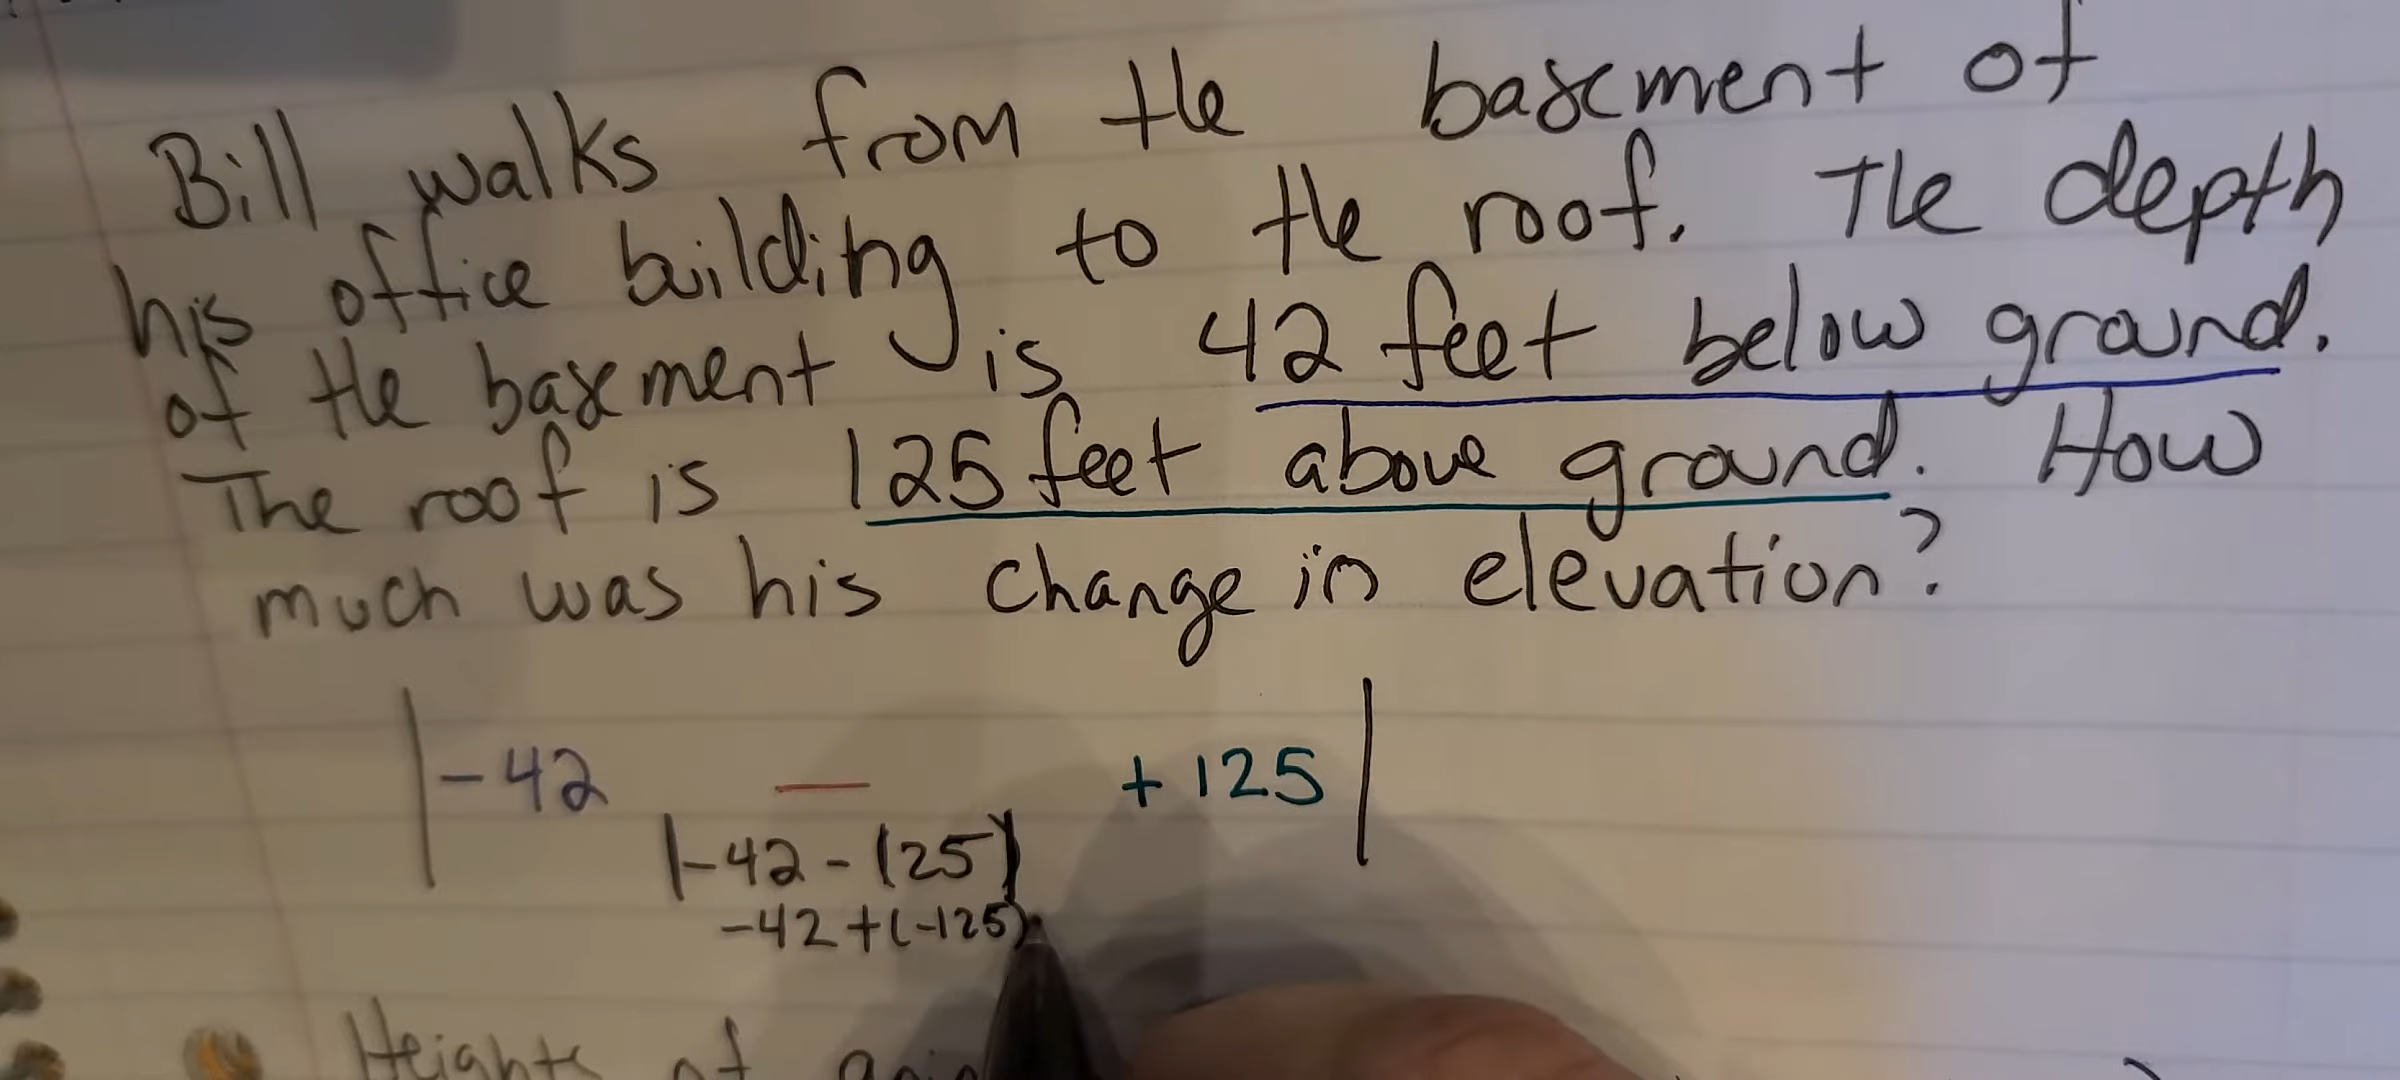 Bill walks from the basement of
his office building to the roof. The depth
of the basement is 42 feet below ground.
The roof is 125 feet above ground. How
much was his change in elevation?
|-42 — +125|
|-42-125|
-42+(-125)
Heights of